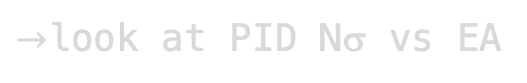 →look at PID Nσ vs EA